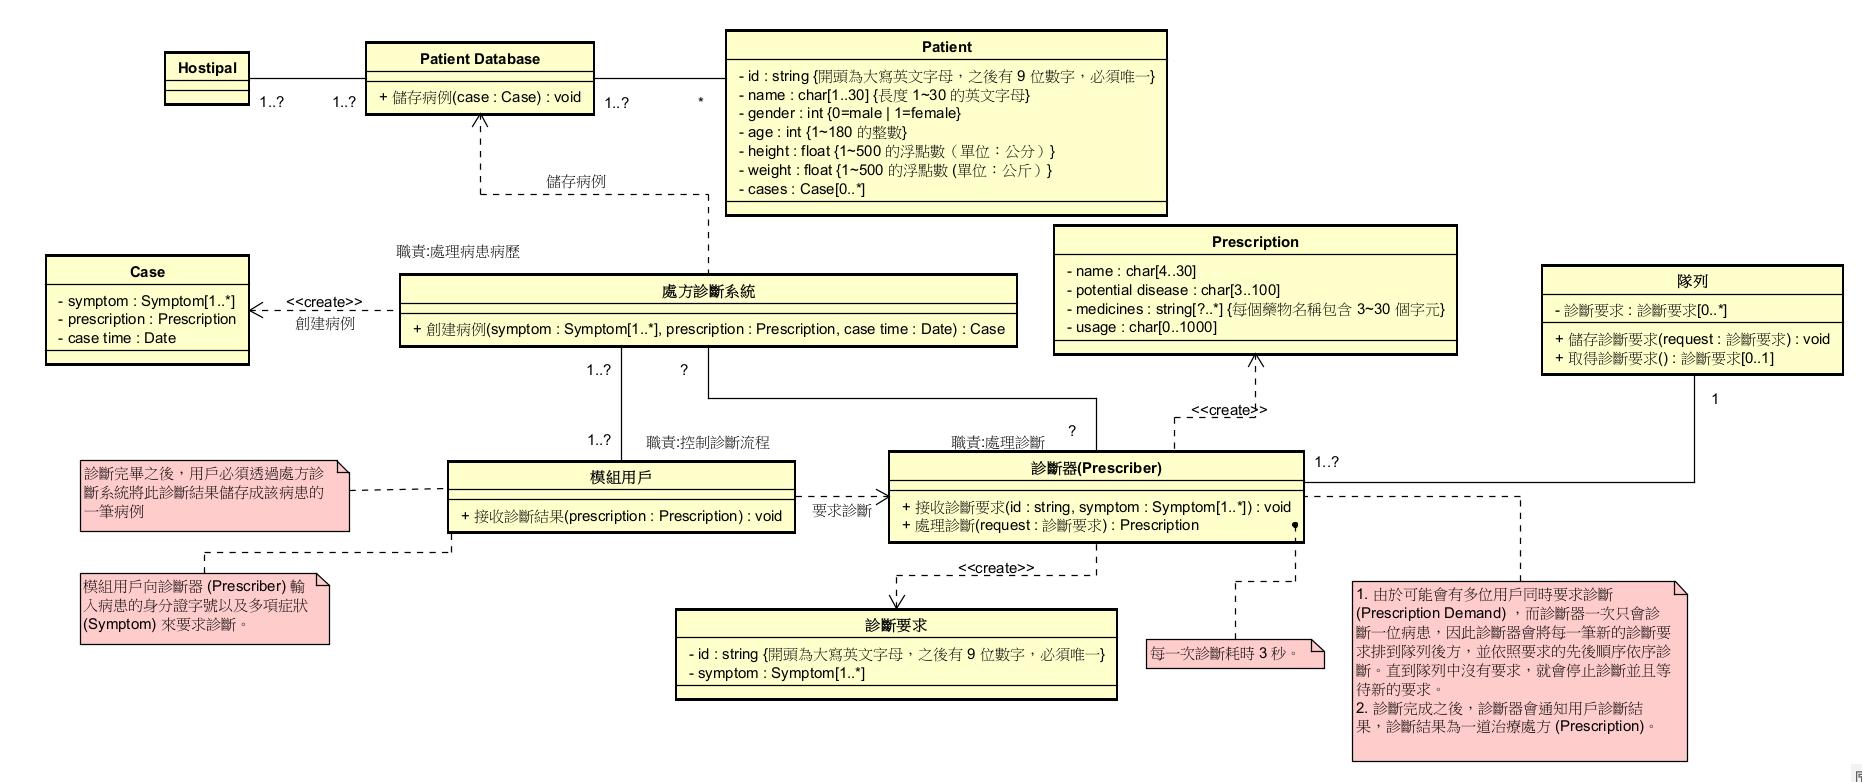 Hostipal
1..?
1..?
Patient Database
+ 儲存病例(case : Case) : void
1..?
*
Patient
- id : string {開頭為大寫英文字母，之後有 9 位數字，必須唯一}
- name : char[1..30] {長度 1~30 的英文字母}
- gender : int {0=male | 1=female}
- age : int {1~180 的整數}
- height : float {1~500 的浮點數（單位：公分）}
- weight : float {1~500 的浮點數 (單位：公斤）}
- cases : Case[0..*]
儲存病例
Case
- symptom : Symptom[1..*]
- prescription : Prescription
- case time : Date
<<create>>
創建病例
職責:處理病患病歷
處方診斷系統
+ 創建病例(symptom : Symptom[1..*], prescription : Prescription, case time : Date) : Case
Prescription
- name : char[4..30]
- potential disease : char[3..100]
- medicines : string[?..*] {每個藥物名稱包含 3~30 個字元}
- usage : char[0..1000]
隊列
- 診斷要求 : 診斷要求[0..*]
+ 儲存診斷要求(request : 診斷要求) : void
+ 取得診斷要求() : 診斷要求[0..1]
1..?
?
1
<<create>>
1..?
職責:控制診斷流程
職責:處理診斷
?
1..?
診斷完畢之後，用戶必須透過處方診
斷系統將此診斷結果儲存成該病患的
一筆病例
模組用戶
+ 接收診斷結果(prescription : Prescription) : void
要求診斷
診斷器(Prescriber)
+ 接收診斷要求(id : string, symptom : Symptom[1..*]) : void
+ 處理診斷(request : 診斷要求) : Prescription
模組用戶向診斷器 (Prescriber) 輸
入病患的身分證字號以及多項症狀
(Symptom) 來要求診斷。
<<create>>
診斷要求
- id : string {開頭為大寫英文字母，之後有 9 位數字，必須唯一}
- symptom : Symptom[1..*]
每一次診斷耗時 3 秒。
1. 由於可能會有多位用戶同時要求診斷
(Prescription Demand) ，而診斷器一次只會診
斷一位病患，因此診斷器會將每一筆新的診斷要
求排到隊列後方，並依照要求的先後順序依序診
斷。直到隊列中沒有要求，就會停止診斷並且等
待新的要求。
2. 診斷完成之後，診斷器會通知用戶診斷結
果，診斷結果為一道治療處方 (Prescription)。